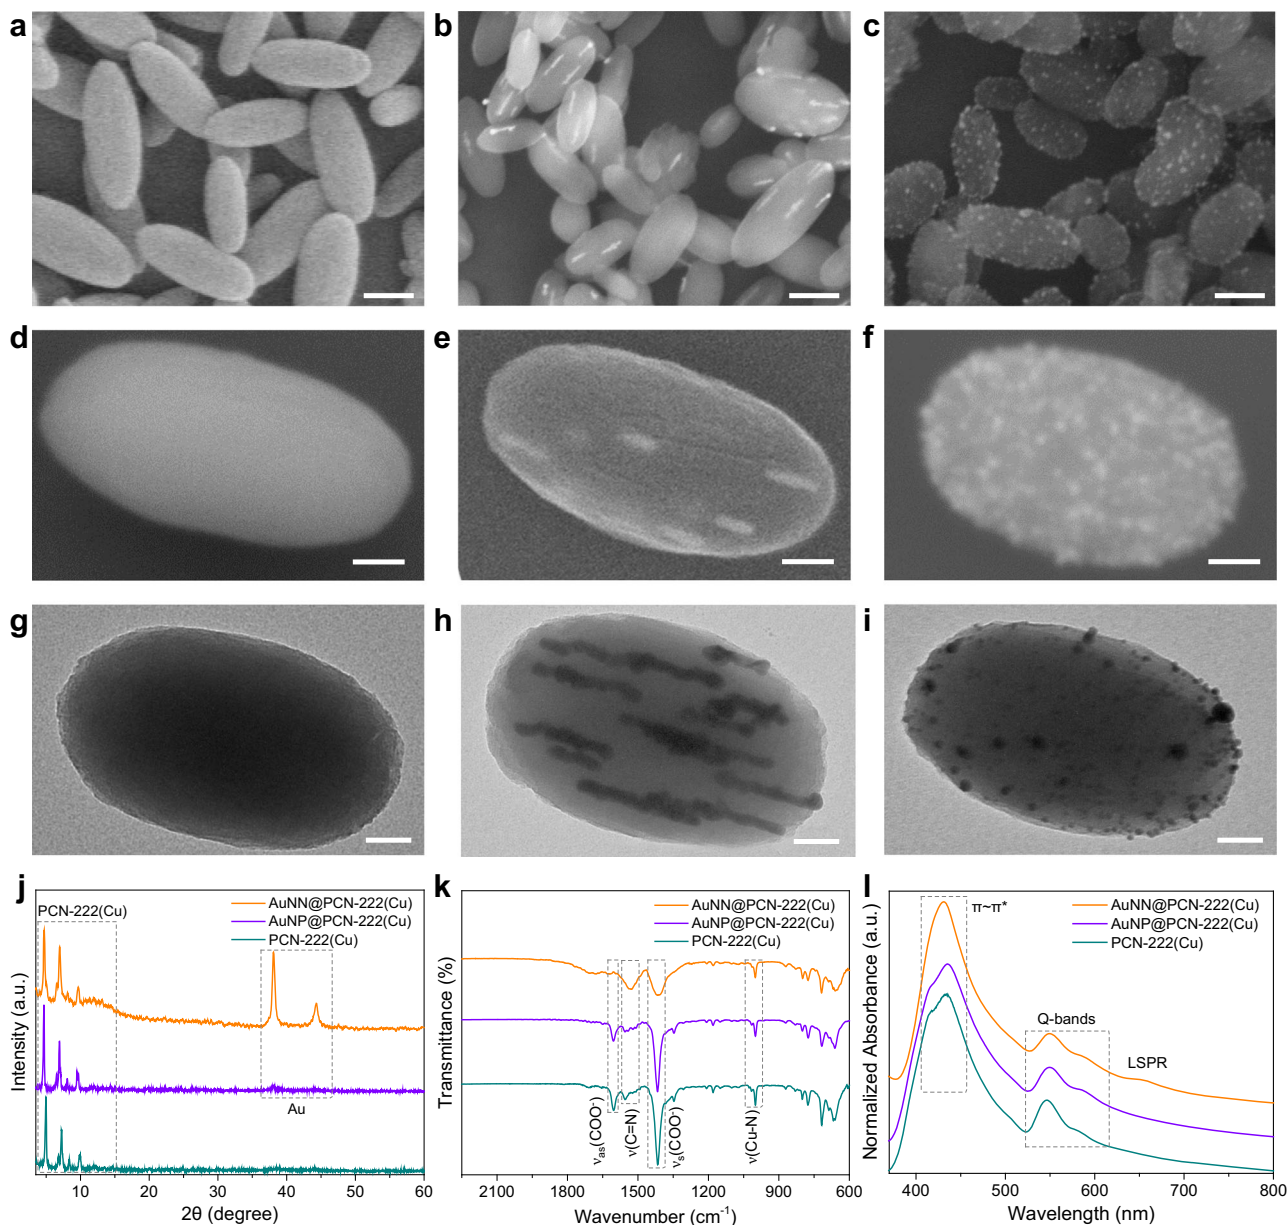 a
b
c
d
e
f
g
h
i
j
PCN-222(Cu)
AuNN@PCN-222(Cu)
AuNP@PCN-222(Cu)
PCN-222(Cu)
Au
Intensity (a.u.)
10 20 30 40 50 60
2θ (degree)
k
AuNN@PCN-222(Cu)
AuNP@PCN-222(Cu)
PCN-222(Cu)
νas(COO-)
ν(C=N)
νs(COO-)
ν(Cu-N)
Transmittance (%)
2100 1800 1500 1200 900 600
Wavenumber (cm-1)
l
π~π*
AuNN@PCN-222(Cu)
AuNP@PCN-222(Cu)
PCN-222(Cu)
Q-bands
LSPR
Normalized Absorbance (a.u.)
400 500 600 700 800
Wavelength (nm)